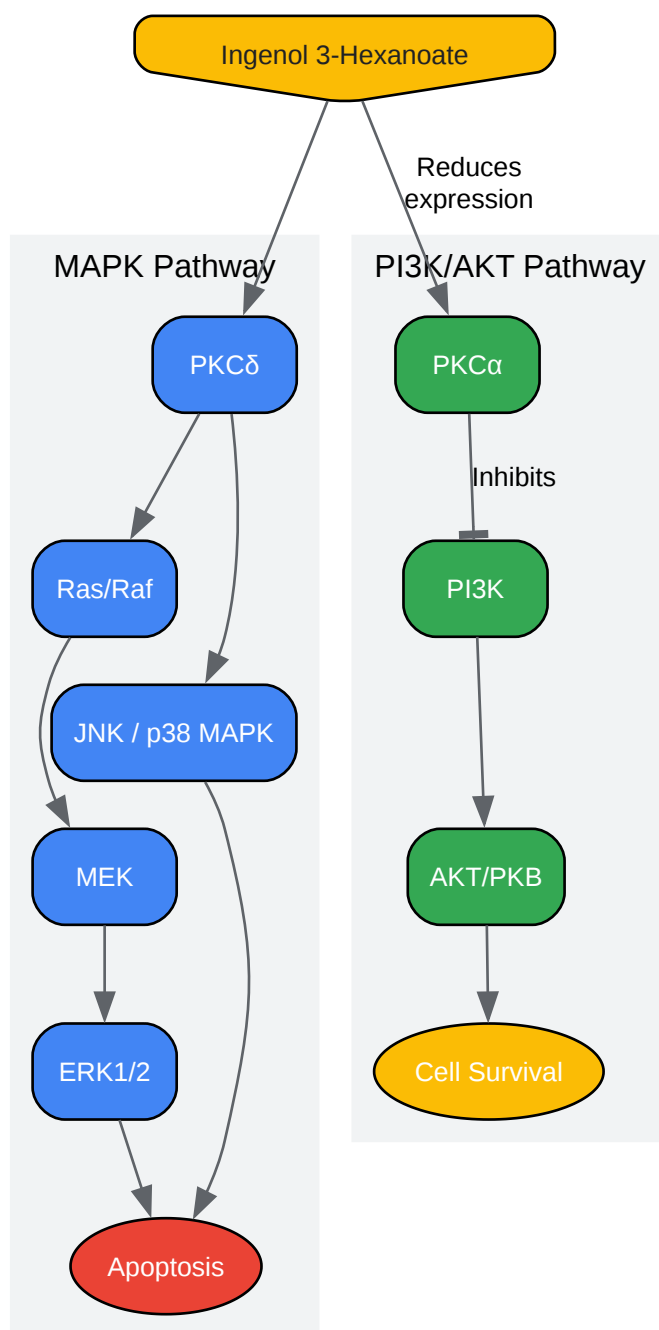 Ingenol 3-Hexanoate
Reduces
expression
MAPK Pathway
PI3K/AKT Pathway
PKCδ
PKCα
Inhibits
Ras/Raf
PI3K
JNK / p38 MAPK
MEK
AKT/PKB
ERK1/2
Cell Survival
Apoptosis